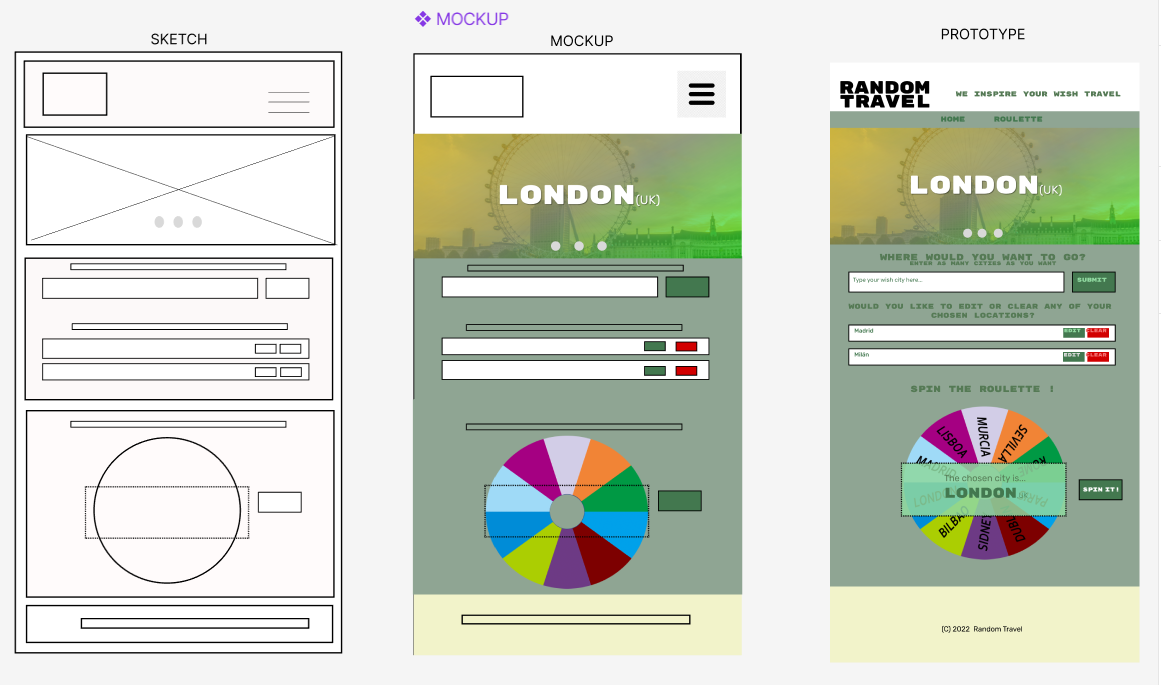 MOCKUP
SKETCH
MOCKUP
PROTOTYPE
LONDON(UK)
RANDOM
TRAVEL
WE INSPIRE YOUR WISH TRAVEL
HOME ROULETTE
LONDON(UK)
WHERE WOULD YOU WANT TO GO?
ENTER AS MANY CITIES AS YOU WANT
Type your wish city here...
SUBMIT
WOULD YOU LIKE TO EDIT OR CLEAR ANY OF YOUR
CHOSEN LOCATIONS?
Madrid
EDIT CLEAR
Milán
EDIT CLEAR
SPIN THE ROULETTE !
LISBOA
MURCIA
SEVILLA
MADRID
The chosen city is...
LONDON
SPIN IT!
BILBAO
(C) 2022 Random Travel